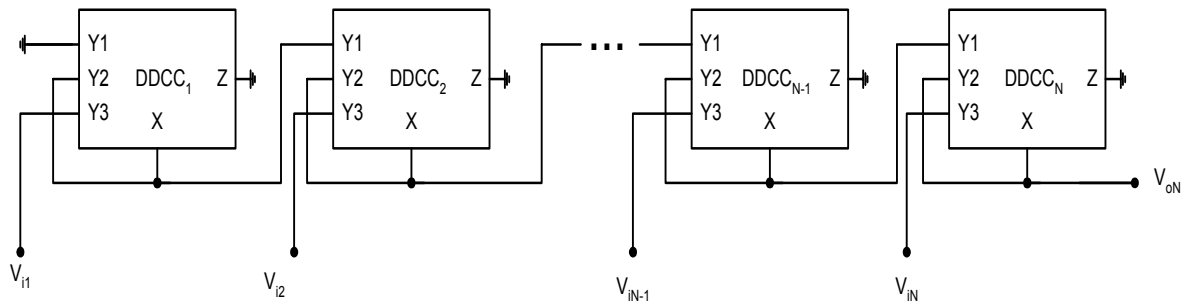 Y1
Y2 DDCC1 Z
Y3
X
Y1
Y2 DDCC2 Z
Y3
X
...
Y1
Y2 DDCCN-1 Z
Y3
X
Y1
Y2 DDCCN Z
Y3
X
VoN
Vi1
Vi2
ViN-1
ViN